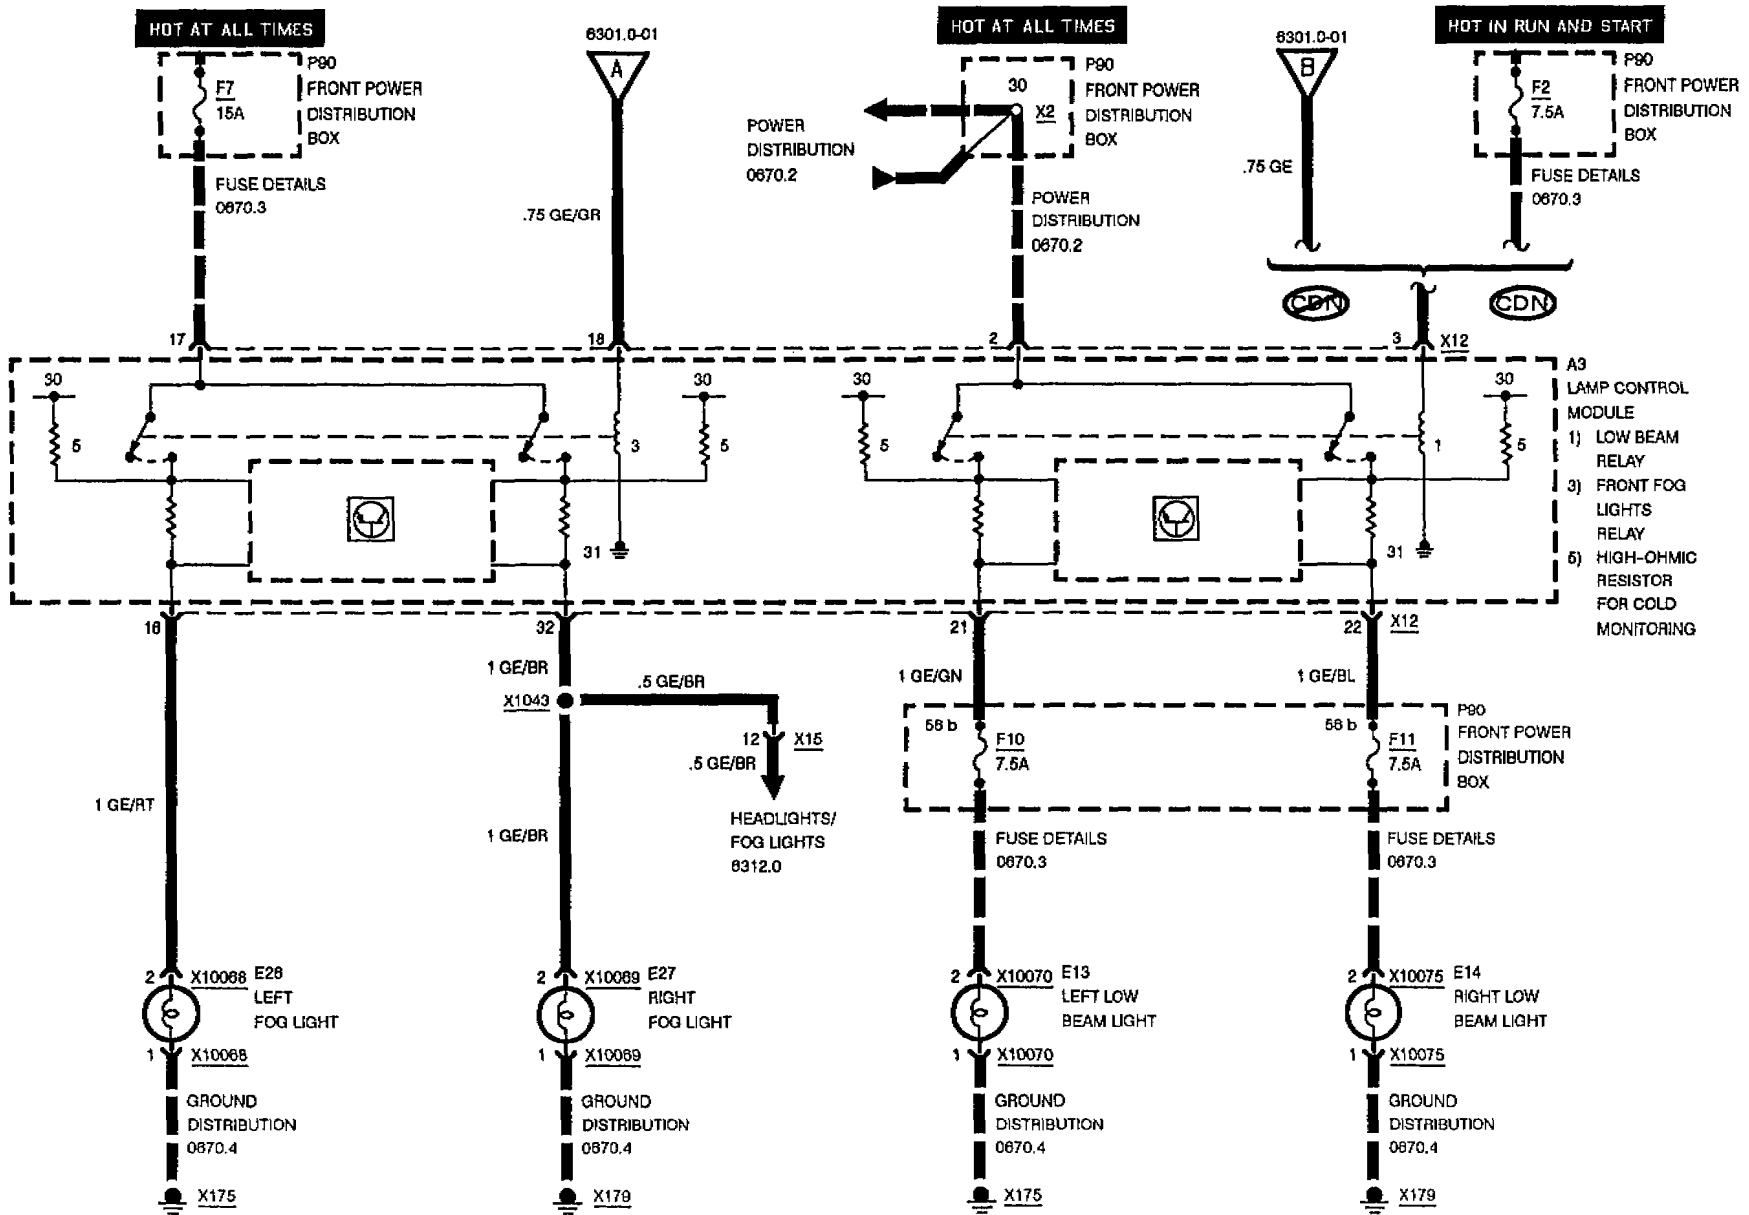 HOT AT ALL TIMES
P90
FRONT POWER
DISTRIBUTION
BOX
F7
15A
FUSE DETAILS
0670.3
6301.0-01
A
.75 GE/GR
HOT AT ALL TIMES
30
X2
P90
FRONT POWER
DISTRIBUTION
BOX
POWER
DISTRIBUTION
0670.2
POWER
DISTRIBUTION
0670.2
6301.0-01
B
.75 GE
HOT IN RUN AND START
F2
7.5A
P90
FRONT POWER
DISTRIBUTION
BOX
FUSE DETAILS
0670.3
CDN
CDN
17
18
2
3
X12
30
5
3
30
5
30
5
1
30
5
31
31
A3
LAMP CONTROL
MODULE
1) LOW BEAM
RELAY
3) FRONT FOG
LIGHTS
RELAY
5) HIGH-OHMIC
RESISTOR
FOR COLD
MONITORING
16
32
21
22
X12
1 GE/BR
X1043
.5 GE/BR
12
X15
.5 GE/BR
HEADLIGHTS/
FOG LIGHTS
6312.0
1 GE/RT
1 GE/BR
1 GE/GN
1 GE/BL
56 b
F10
7.5A
56 b
F11
7.5A
P90
FRONT POWER
DISTRIBUTION
BOX
FUSE DETAILS
0670.3
FUSE DETAILS
0670.3
2
X10068
E26
LEFT
FOG LIGHT
1
X10068
2
X10069
E27
RIGHT
FOG LIGHT
1
X10069
2
X10070
E13
LEFT LOW
BEAM LIGHT
1
X10070
2
X10075
E14
RIGHT LOW
BEAM LIGHT
1
X10075
GROUND
DISTRIBUTION
0670.4
GROUND
DISTRIBUTION
0670.4
GROUND
DISTRIBUTION
0670.4
GROUND
DISTRIBUTION
0670.4
X175
X179
X175
X179